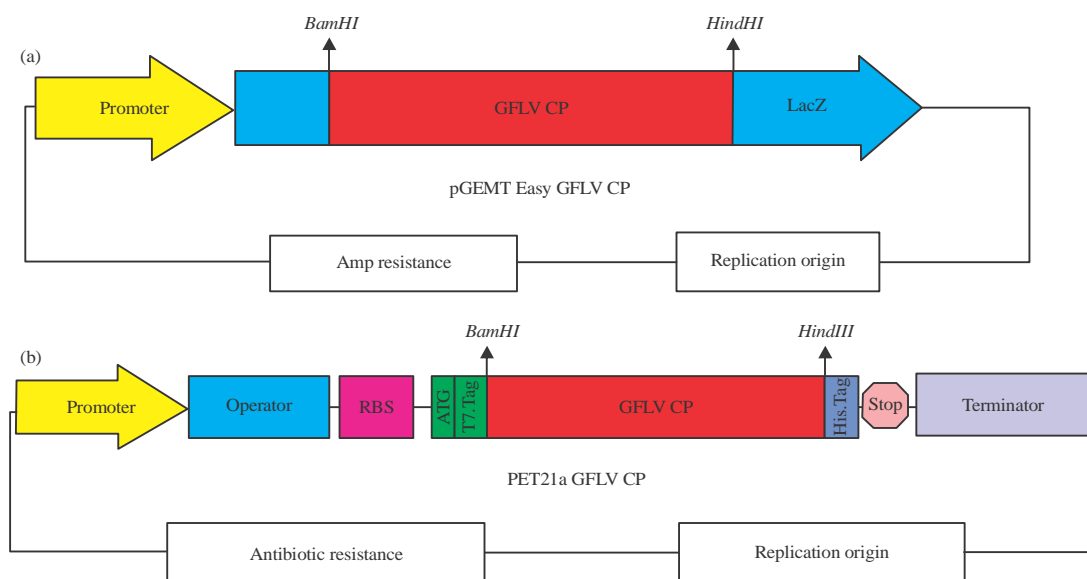 BamHI HindHI
(a)
Promoter GFLV CP LacZ
pGEMT Easy GFLV CP
Amp resistance Replication origin
BamHI HindIII
(b)
Promoter Operator RBS ATG T7.Tag GFLV CP His.Tag Stop Terminator
PET21a GFLV CP
Antibiotic resistance Replication origin